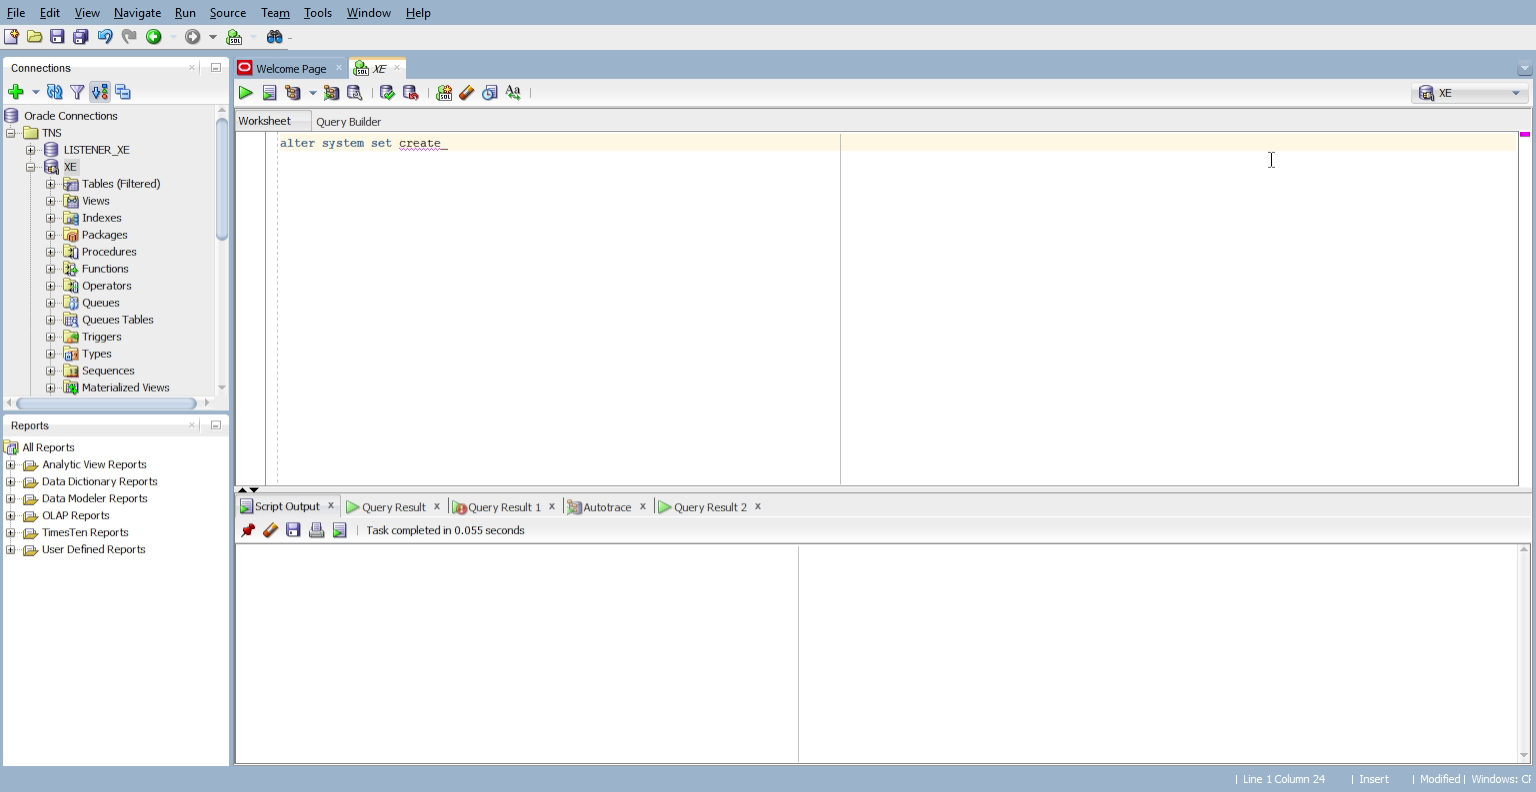 File Edit View Navigate Run Source Team Tools Window Help
Connections
Oracle Connections
TNS
LISTENER_XE
XE
Tables (Filtered)
Views
Indexes
Packages
Procedures
Functions
Operators
Queues
Queues Tables
Triggers
Types
Sequences
Materialized Views
Reports
All Reports
Analytic View Reports
Data Dictionary Reports
Data Modeler Reports
OLAP Reports
TimesTen Reports
User Defined Reports
Welcome Page XE
XE
Worksheet Query Builder
alter system set create_
Script Output Query Result Query Result 1 Autotrace Query Result 2
Task completed in 0.055 seconds
Line 1 Column 24 Insert Modified Windows: CF